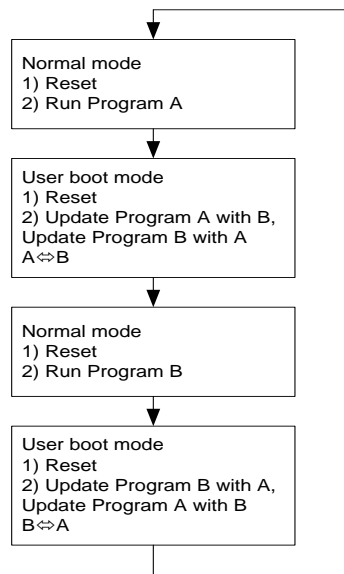 Normal mode
1) Reset
2) Run Program A
User boot mode
1) Reset
2) Update Program A with B,
Update Program B with A
A⇔B
Normal mode
1) Reset
2) Run Program B
User boot mode
1) Reset
2) Update Program B with A,
Update Program A with B
B⇔A